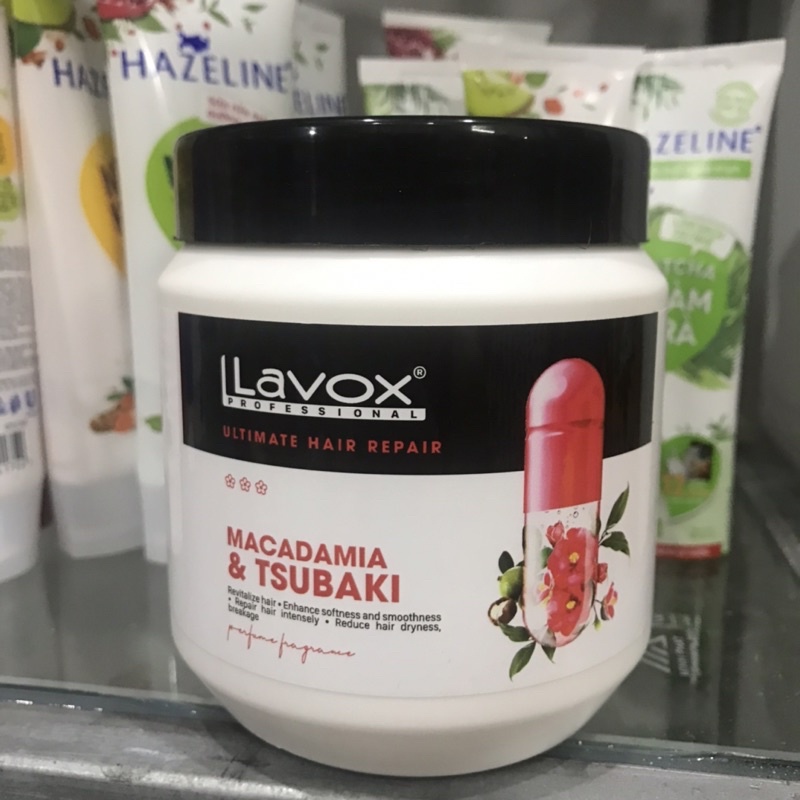 HAZELINE
HAZELINE
ZELINE
Lavox®
PROFESSIONAL
ULTIMATE HAIR REPAIR
MACADAMIA
& TSUBAKI
Revitalize hair • Enhance softness and smoothness
• Repair hair intensely • Reduce hair dryness,
breakage
perfume fragrance